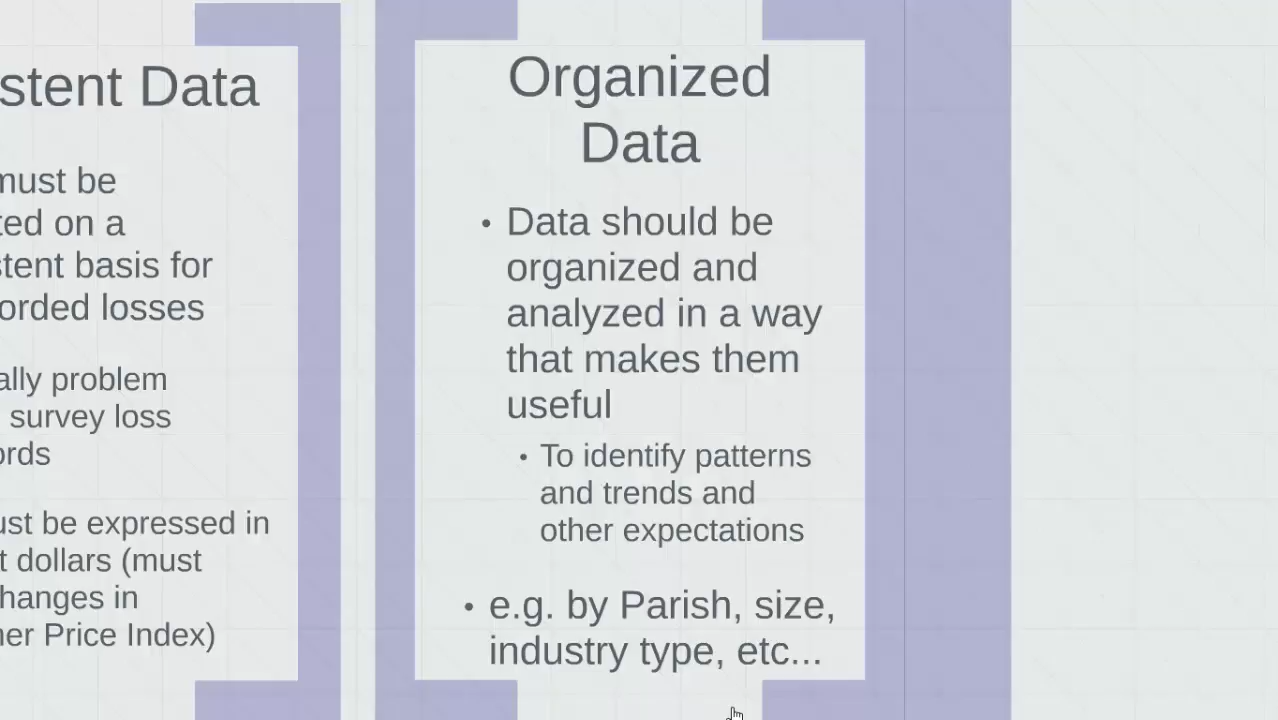 stent Data
must be
ted on a
stent basis for
orded losses
ally problem
survey loss
ords
ust be expressed in
t dollars (must
hanges in
er Price Index)
Organized
Data
• Data should be
organized and
analyzed in a way
that makes them
useful
• To identify patterns
and trends and
other expectations
• e.g. by Parish, size,
industry type, etc...